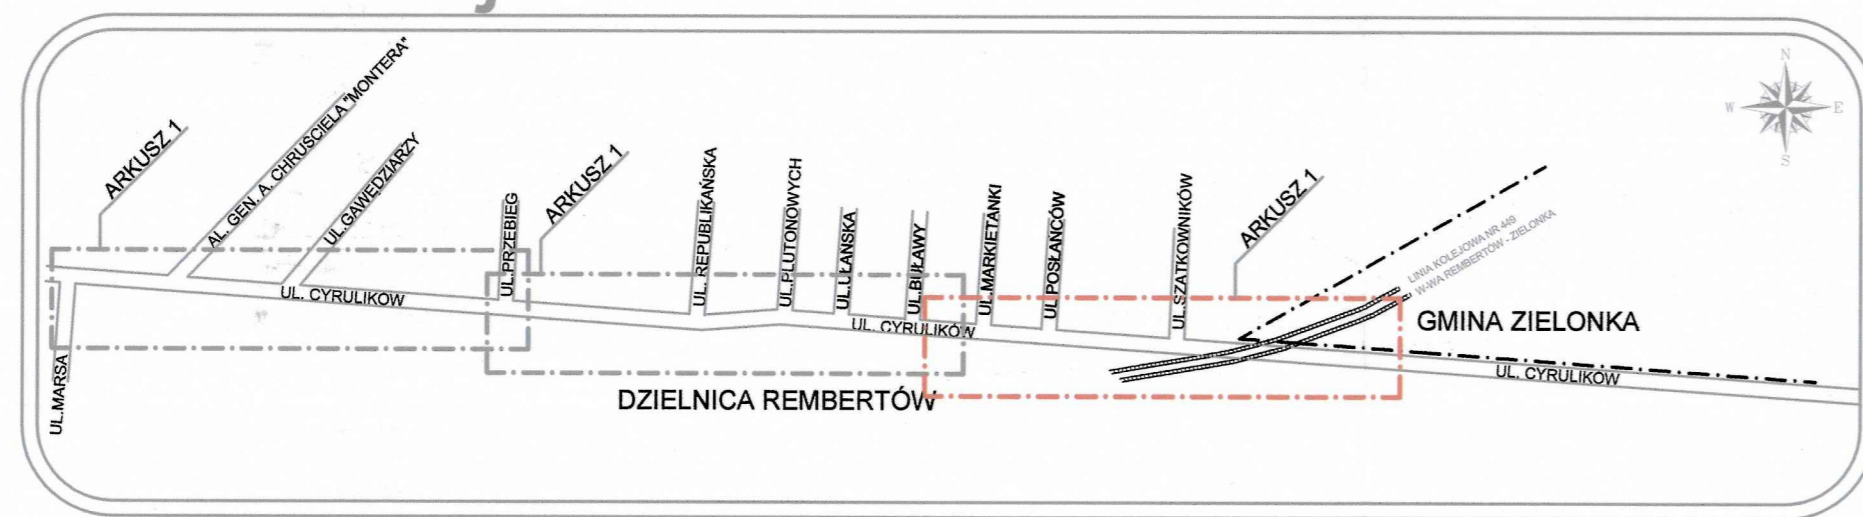 N
W E
S
ARKUSZ 1
AL. GEN. A. CHRUSCIELA "MONTERA"
UL.GAWĘDZIARZY
UL.PRZEBIEG
ARKUSZ 1
UL. REPUBLIKAŃSKA
UL.PLUTONOWYCH
UL.UŁAŃSKA
UL.BUŁAWY
UL.MARKIETANKI
UL.POSŁAŃCÓW
UL.SZATKOWNIKÓW
ARKUSZ 1
LINIA KOLEJOWA NR 449
W-WA REMBERTÓW - ZIELONKA
UL. CYRULIKÓW
UL. CYRULIKÓW
GMINA ZIELONKA
UL. CYRULIKÓW
UL.MARSA
DZIELNICA REMBERTÓW